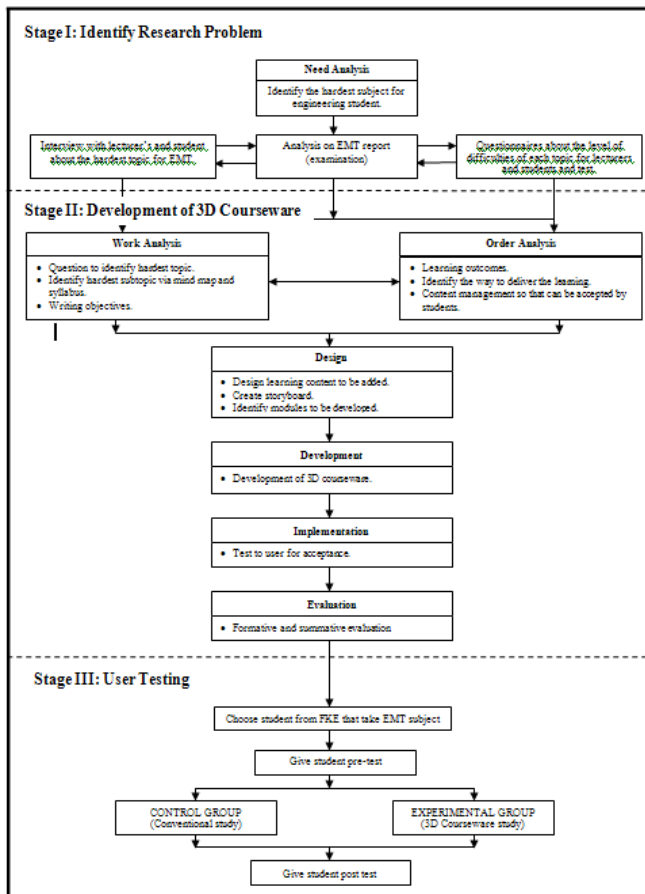 Stage I: Identify Research Problem
Need Analysis
Identify the hardest subject for
engineering student.
Interview with lecturer's and student
about the hardest topic for EMT.
Analysis on EMT report
(examination)
Questionnaires about the level of
difficulties of each topic for lecturers
and students and test.
Stage II: Development of 3D Courseware
Work Analysis
• Question to identify hardest topic.
• Identify hardest subtopic via mind map and
syllabus.
• Writing objectives.
Order Analysis
• Learning outcomes.
• Identify the way to deliver the learning.
• Content management so that can be accepted by
students.
Design
• Design learning content to be added.
• Create storyboard.
• Identify modules to be developed.
Development
• Development of 3D courseware.
Implementation
• Test to user for acceptance.
Evaluation
• Formative and summative evaluation
Stage III: User Testing
Choose student from FKE that take EMT subject
Give student pre-test
CONTROL GROUP
(Conventional study)
EXPERIMENTAL GROUP
(3D Courseware study)
Give student post test